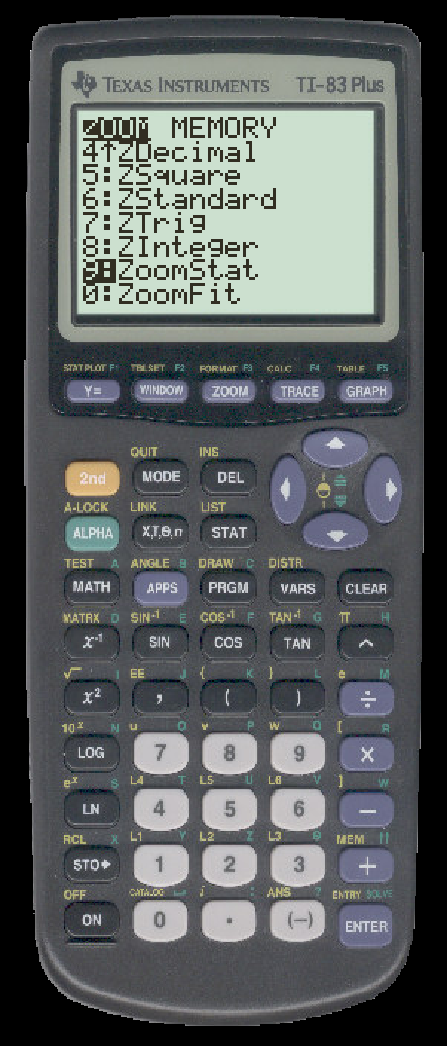 TEXAS INSTRUMENTS TI-83 Plus
ZOOM MEMORY
4↑ZDecimal
5:ZSquare
6:ZStandard
7:ZTrig
8:ZInteger
9:ZoomStat
0:ZoomFit
STAT PLOT F1 TBLSET F2 FORMAT F3 CALC F4 TABLE F5
Y= WINDOW ZOOM TRACE GRAPH
QUIT INS
2nd MODE DEL
A-LOCK LINK LIST
ALPHA X,T,Θ,n STAT
TEST A ANGLE B DRAW C DISTR
MATH APPS PRGM VARS CLEAR
MATRX D SIN⁻¹ E COS⁻¹ F TAN⁻¹ G π H
x⁻¹ SIN COS TAN ^
√ I EE J { K } L e M
x² , ( ) ÷
10ˣ N u O v P w Q [ R
LOG 7 8 9 ×
eˣ S L4 T L5 U L6 V ] W
LN 4 5 6 −
RCL X L1 Y L2 Z L3 θ MEM "
STO→ 1 2 3 +
OFF CATALOG i : ANS ? ENTRY SOLVE
ON 0 . (−) ENTER